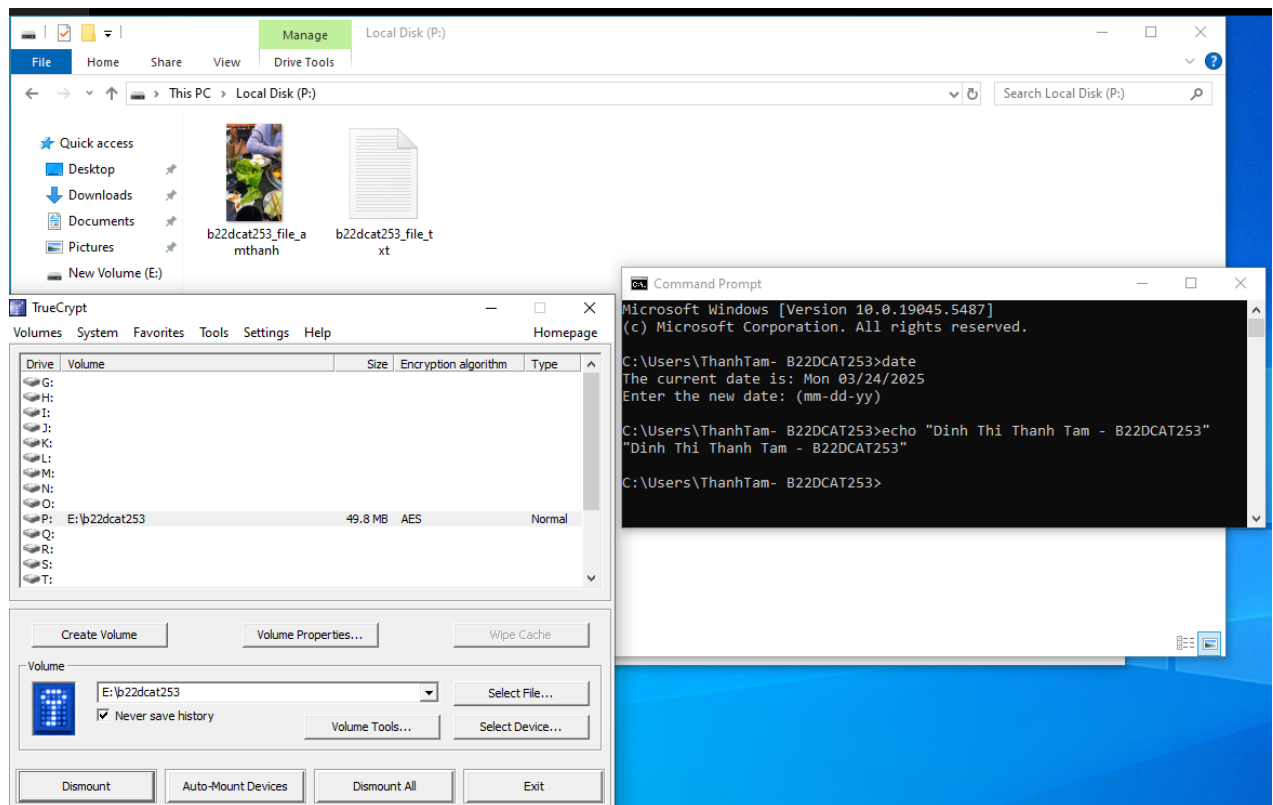 Manage
Local Disk (P:)
File
Home
Share
View
Drive Tools
This PC > Local Disk (P:)
Search Local Disk (P:)
Quick access
Desktop
Downloads
Documents
Pictures
New Volume (E:)
b22dcat253_file_a
mthanh
b22dcat253_file_t
xt
TrueCrypt
Volumes System Favorites Tools Settings Help Homepage
Drive Volume Size Encryption algorithm Type
G:
H:
I:
J:
K:
L:
M:
N:
O:
P: E:\b22dcat253 49.8 MB AES Normal
Q:
R:
S:
T:
Create Volume
Volume Properties...
Wipe Cache
Volume
E:\b22dcat253
Select File...
Never save history
Volume Tools...
Select Device...
Dismount
Auto-Mount Devices
Dismount All
Exit
Command Prompt
Microsoft Windows [Version 10.0.19045.5487]
(c) Microsoft Corporation. All rights reserved.
C:\Users\ThanhTam- B22DCAT253>date
The current date is: Mon 03/24/2025
Enter the new date: (mm-dd-yy)
C:\Users\ThanhTam- B22DCAT253>echo "Dinh Thi Thanh Tam - B22DCAT253"
"Dinh Thi Thanh Tam - B22DCAT253"
C:\Users\ThanhTam- B22DCAT253>